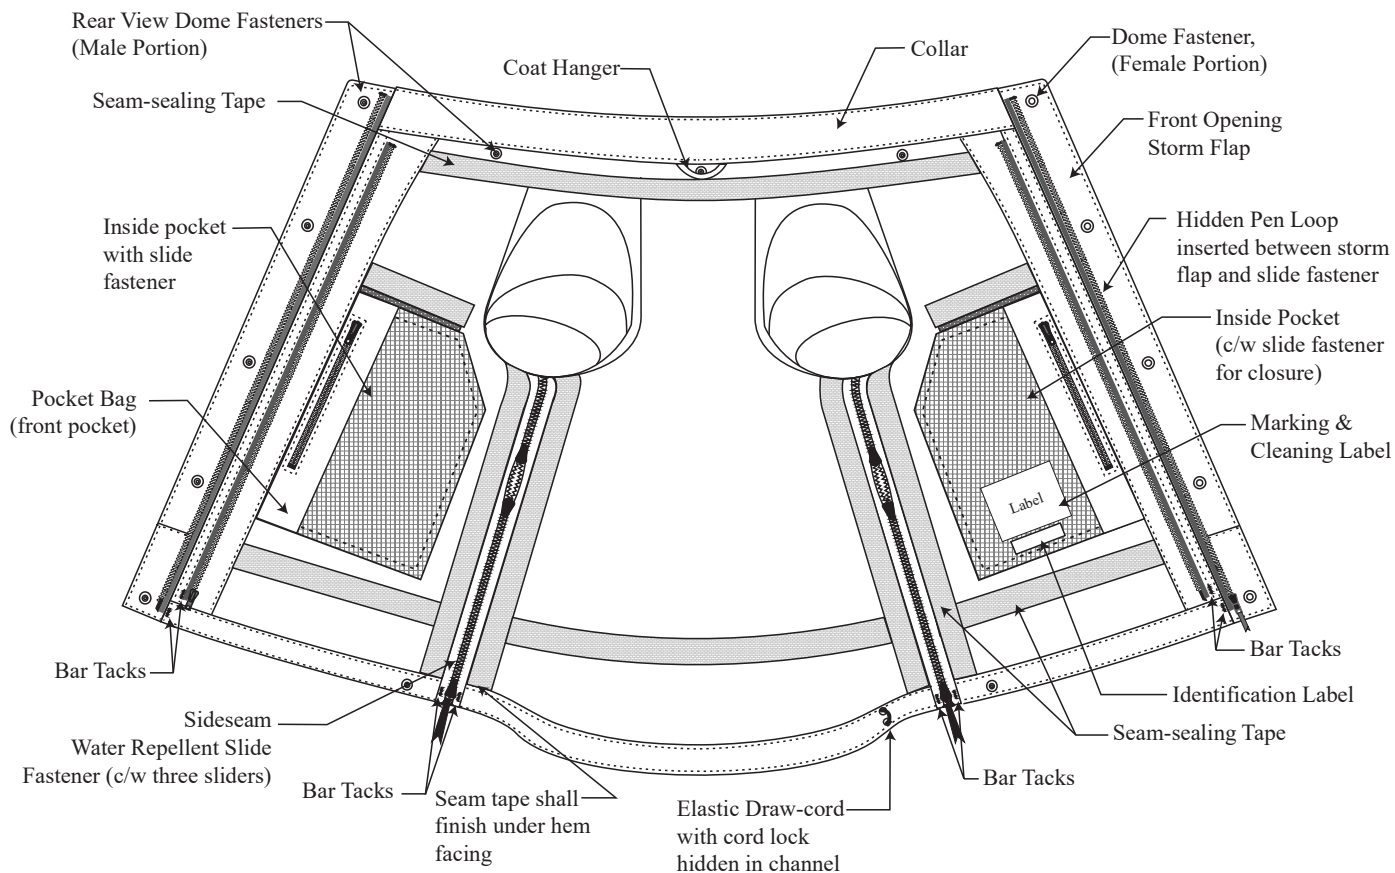 Rear View Dome Fasteners
(Male Portion)
Seam-sealing Tape
Coat Hanger
Collar
Dome Fastener,
(Female Portion)
Front Opening
Storm Flap
Inside pocket
with slide
fastener
Hidden Pen Loop
inserted between storm
flap and slide fastener
Inside Pocket
(c/w slide fastener
for closure)
Pocket Bag
(front pocket)
Marking &
Cleaning Label
Label
Bar Tacks
Bar Tacks
Identification Label
Sideseam
Water Repellent Slide
Fastener (c/w three sliders)
Seam-sealing Tape
Bar Tacks
Bar Tacks
Seam tape shall
finish under hem
facing
Elastic Draw-cord
with cord lock
hidden in channel